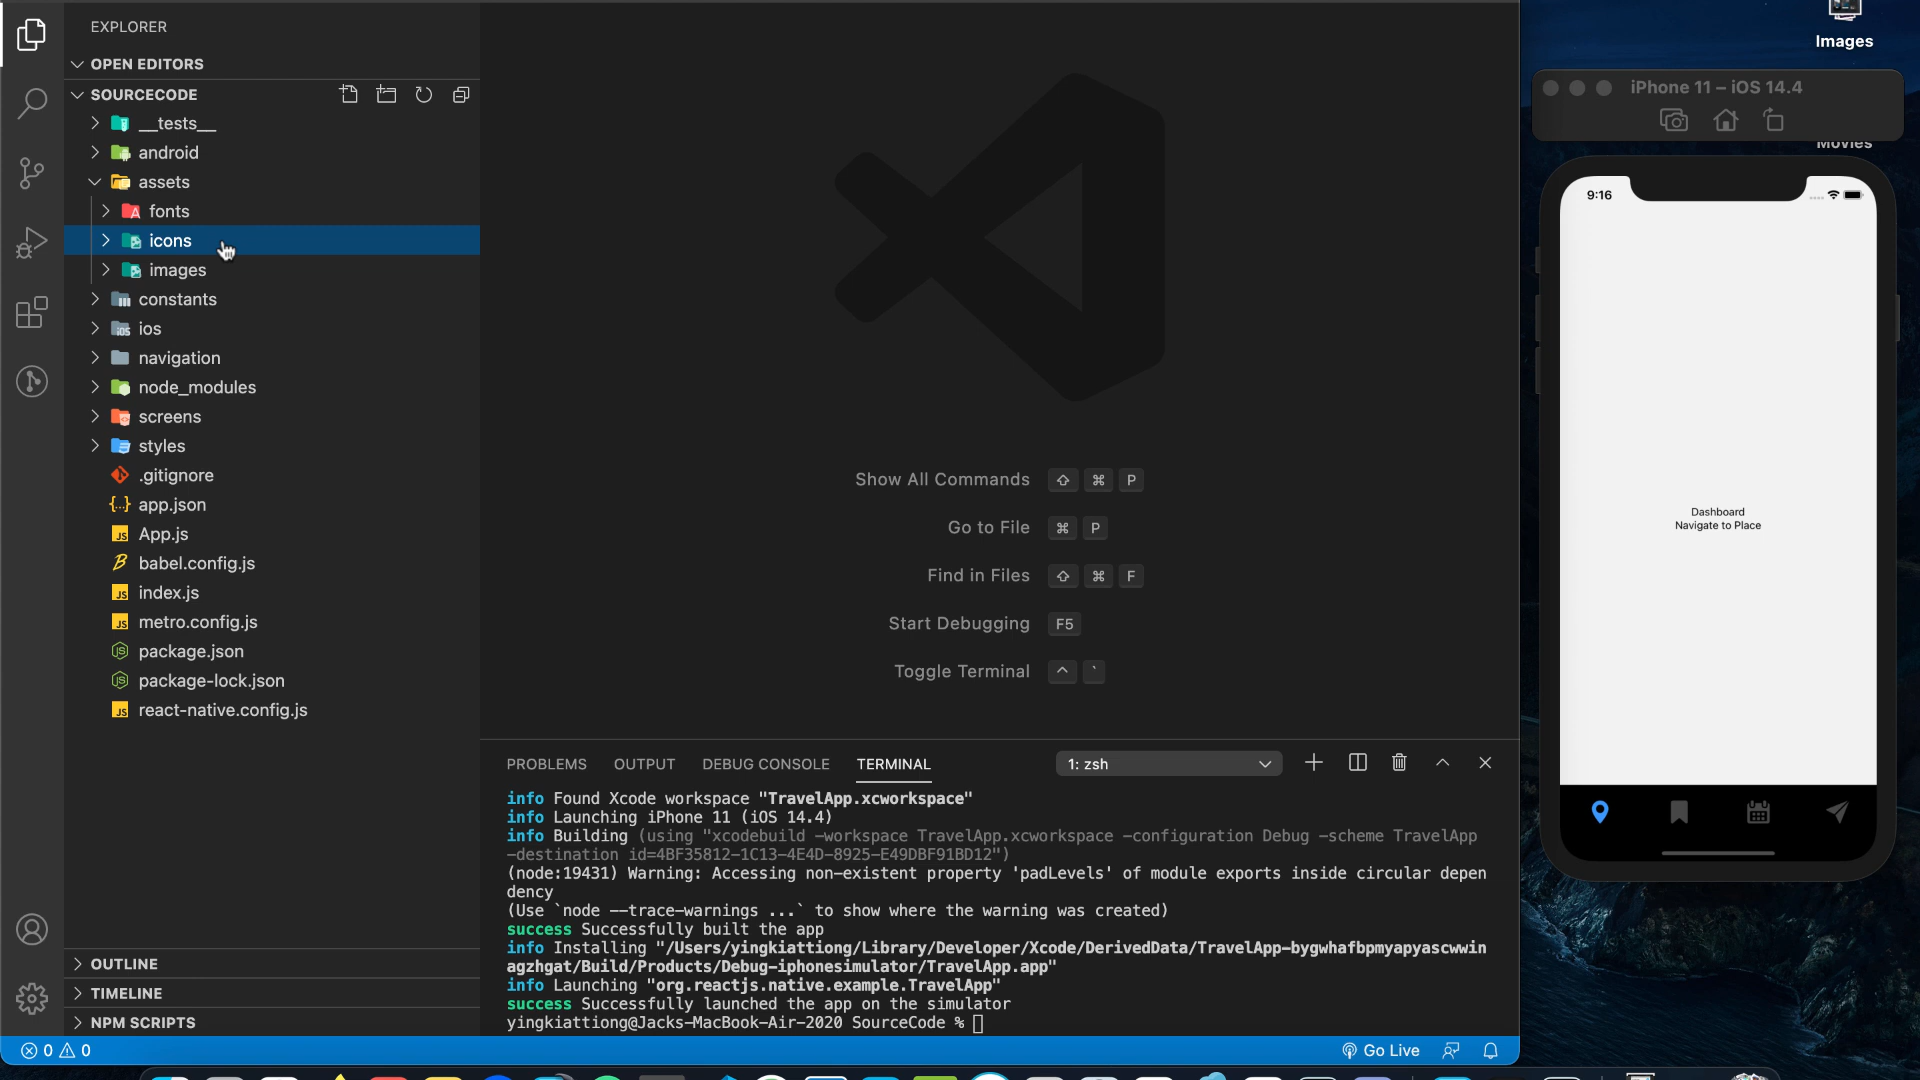 EXPLORER
OPEN EDITORS
SOURCECODE
__tests__
android
assets
fonts
icons
images
constants
ios
navigation
node_modules
screens
styles
.gitignore
app.json
App.js
babel.config.js
index.js
metro.config.js
package.json
package-lock.json
react-native.config.js
OUTLINE
TIMELINE
NPM SCRIPTS
Show All Commands ⇧ ⌘ P
Go to File ⌘ P
Find in Files ⇧ ⌘ F
Start Debugging F5
Toggle Terminal ^ `
PROBLEMS OUTPUT DEBUG CONSOLE TERMINAL 1: zsh
info Found Xcode workspace "TravelApp.xcworkspace"
info Launching iPhone 11 (iOS 14.4)
info Building (using "xcodebuild -workspace TravelApp.xcworkspace -configuration Debug -scheme TravelApp
-destination id=4BF35812-1C13-4E4D-8925-E49DBF91BD12")
(node:19431) Warning: Accessing non-existent property 'padLevels' of module exports inside circular depen
dency
(Use `node --trace-warnings ...` to show where the warning was created)
success Successfully built the app
info Installing "/Users/yingkiattiong/Library/Developer/Xcode/DerivedData/TravelApp-bygwhafbpmyapyascwwin
agzhgat/Build/Products/Debug-iphonesimulator/TravelApp.app"
info Launching "org.reactjs.native.example.TravelApp"
success Successfully launched the app on the simulator
yingkiattiong@Jacks-MacBook-Air-2020 SourceCode %
0 0
Go Live
Images
iPhone 11 – iOS 14.4
Movies
9:16
Dashboard
Navigate to Place